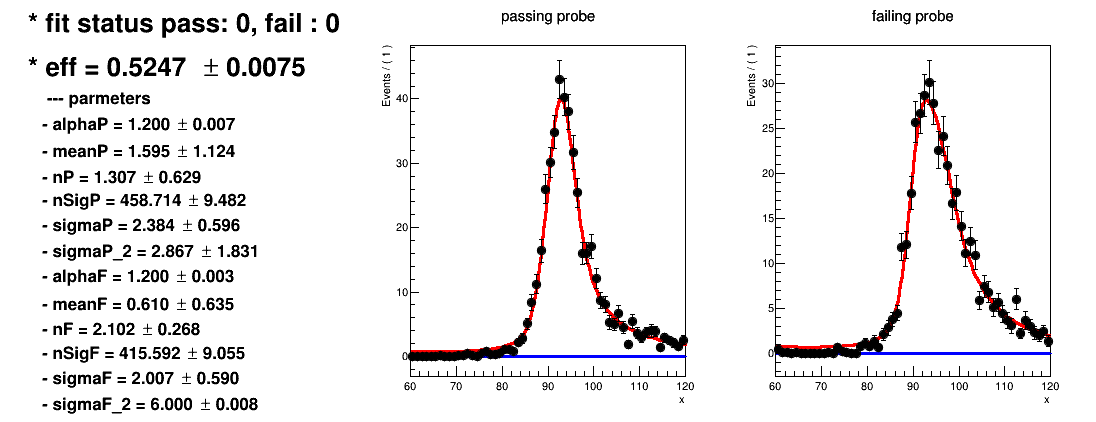 * fit status pass: 0, fail : 0
* eff = 0.5247 ± 0.0075
--- parmeters
- alphaP = 1.200 ± 0.007
- meanP = 1.595 ± 1.124
- nP = 1.307 ± 0.629
- nSigP = 458.714 ± 9.482
- sigmaP = 2.384 ± 0.596
- sigmaP_2 = 2.867 ± 1.831
- alphaF = 1.200 ± 0.003
- meanF = 0.610 ± 0.635
- nF = 2.102 ± 0.268
- nSigF = 415.592 ± 9.055
- sigmaF = 2.007 ± 0.590
- sigmaF_2 = 6.000 ± 0.008
passing probe
Events / ( 1 )
40
30
20
10
0
60 70 80 90 100 110 120
x
failing probe
Events / ( 1 )
30
25
20
15
10
5
0
60 70 80 90 100 110 120
x